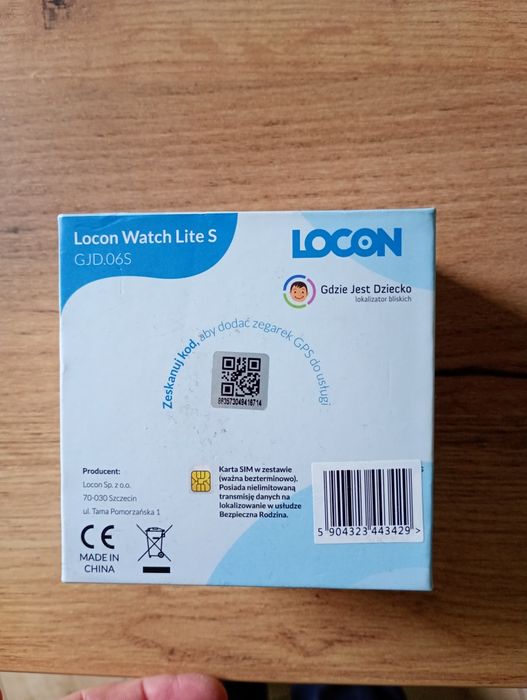 Locon Watch Lite S
GJD.06S
LOCON
Gdzie Jest Dziecko
lokalizator bliskich
Zeskanuj kod, aby dodać zegarek GPS do usługi
Producent:
Locon Sp. z o.o.
70-030 Szczecin
ul. Tama Pomorzańska 1
Karta SIM w zestawie
(ważna bezterminowo).
Posiada nielimitowaną
transmisję danych na
lokalizowanie w usłudze
Bezpieczna Rodzina.
5 904323 443429 >
CE
MADE IN
CHINA